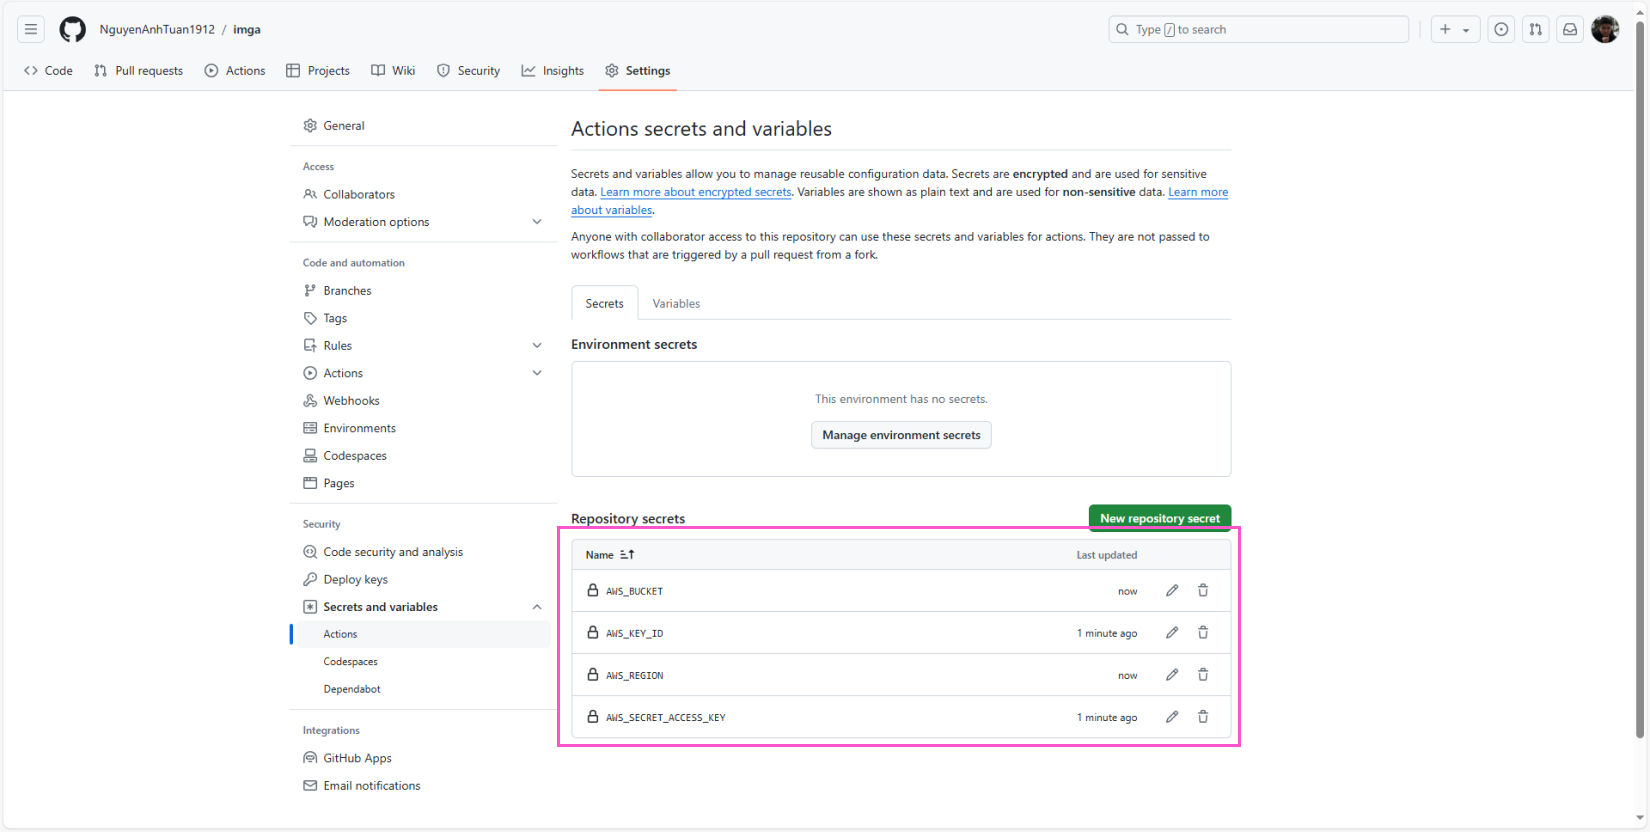 NguyenAnhTuan1912 / imga
Type / to search
Code Pull requests Actions Projects Wiki Security Insights Settings
General
Access
Collaborators
Moderation options
Code and automation
Branches
Tags
Rules
Actions
Webhooks
Environments
Codespaces
Pages
Security
Code security and analysis
Deploy keys
Secrets and variables
Actions
Codespaces
Dependabot
Integrations
GitHub Apps
Email notifications
Actions secrets and variables
Secrets and variables allow you to manage reusable configuration data. Secrets are encrypted and are used for sensitive
data. Learn more about encrypted secrets. Variables are shown as plain text and are used for non-sensitive data. Learn more
about variables.
Anyone with collaborator access to this repository can use these secrets and variables for actions. They are not passed to
workflows that are triggered by a pull request from a fork.
Secrets Variables
Environment secrets
This environment has no secrets.
Manage environment secrets
Repository secrets New repository secret
Name Last updated
AWS_BUCKET now
AWS_KEY_ID 1 minute ago
AWS_REGION now
AWS_SECRET_ACCESS_KEY 1 minute ago